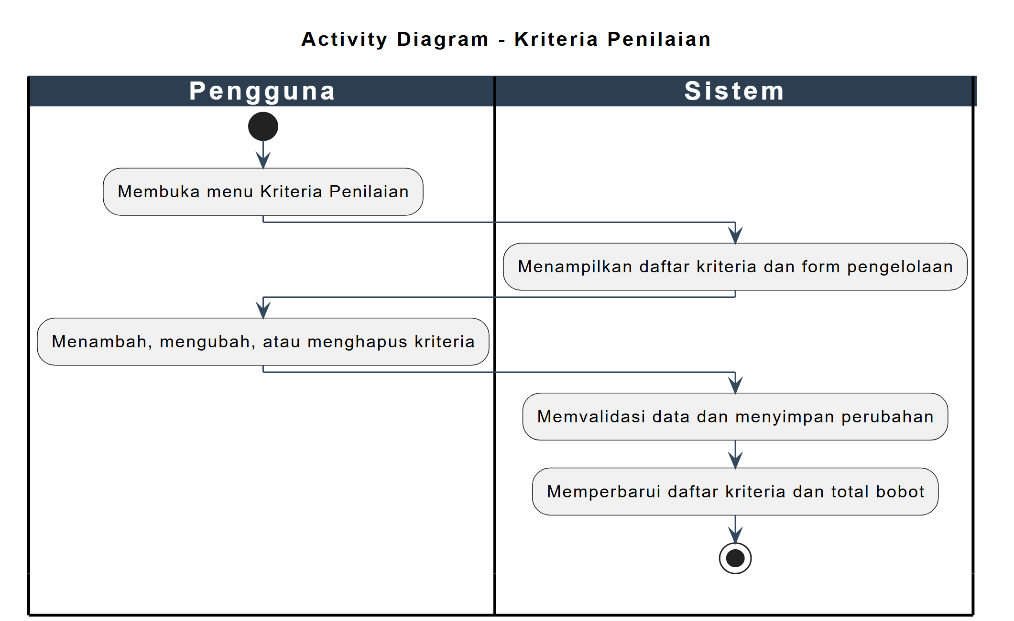 Activity Diagram - Kriteria Penilaian
Pengguna
Sistem
Membuka menu Kriteria Penilaian
Menampilkan daftar kriteria dan form pengelolaan
Menambah, mengubah, atau menghapus kriteria
Memvalidasi data dan menyimpan perubahan
Memperbarui daftar kriteria dan total bobot